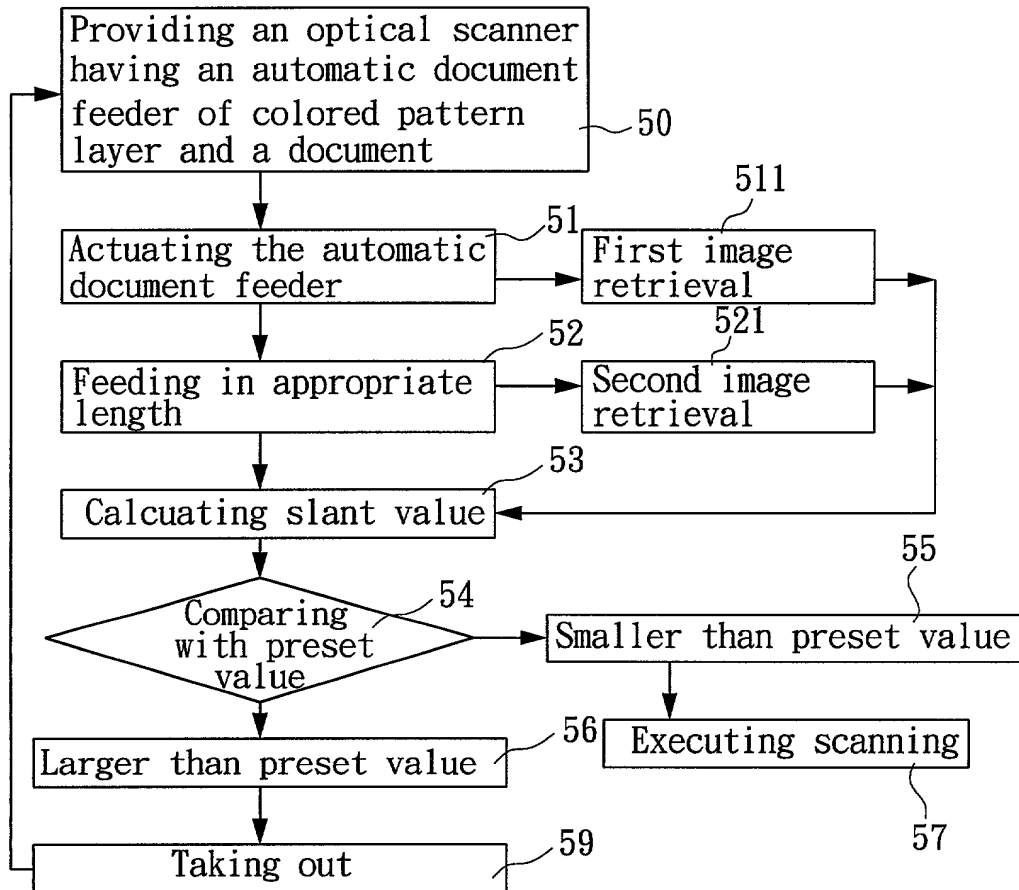 Providing an optical scanner
having an automatic document
feeder of colored pattern
layer and a document
50
511
51
Actuating the automatic
document feeder
First image
retrieval
52
521
Feeding in appropriate
length
Second image
retrieval
53
Calcuating slant value
55
54
Comparing
with preset
value
Smaller than preset value
56
Larger than preset value
Executing scanning
57
59
Taking out